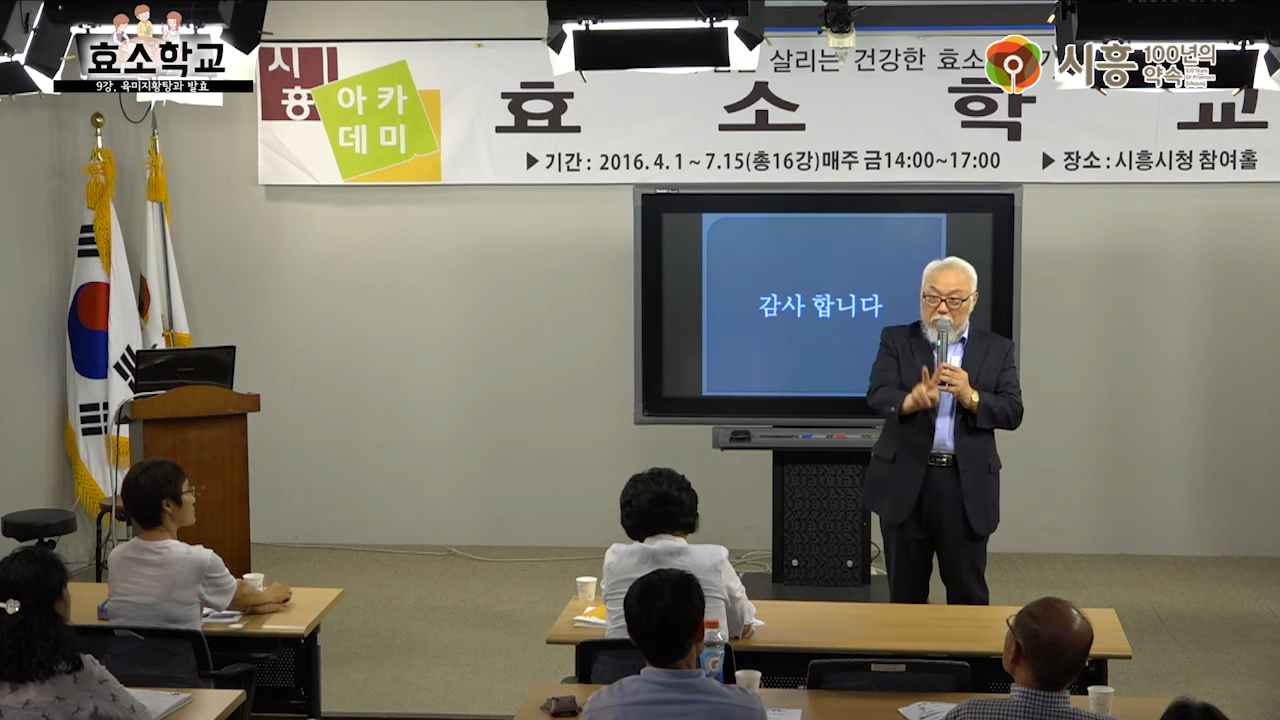 효소학교
9강. 육미지황탕과 발효
시흥
아카
데미
살리는 건강한 효소
시흥 100년의
약속
효 소 학 교
▶기간 : 2016. 4. 1 ~ 7.15(총16강)매주 금14:00~17:00 ▶장소 : 시흥시청 참여홀
감사 합니다